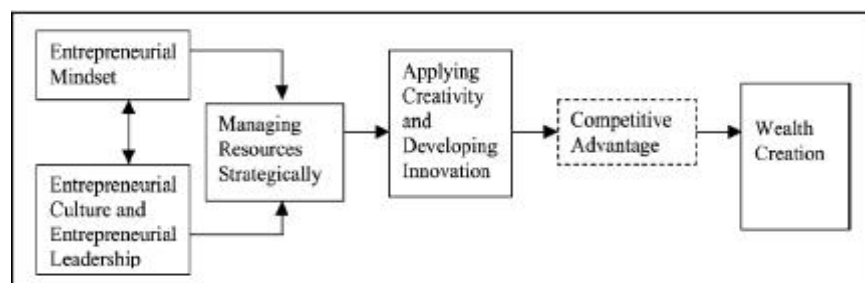 Entrepreneurial
Mindset
Entrepreneurial
Culture and
Entrepreneurial
Leadership
Managing
Resources
Strategically
Applying
Creativity
and
Developing
Innovation
Competitive
Advantage
Wealth
Creation